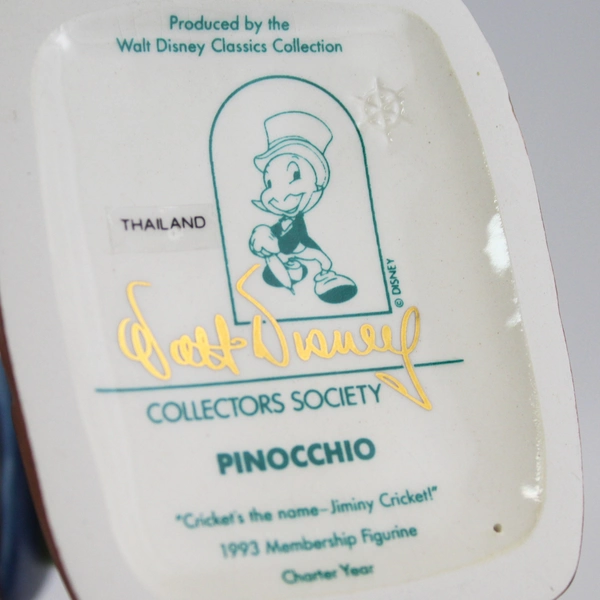 Produced by the
Walt Disney Classics Collection
THAILAND
© DISNEY
Walt Disney
COLLECTORS SOCIETY
PINOCCHIO
"Cricket's the name–Jiminy Cricket!"
1993 Membership Figurine
Charter Year